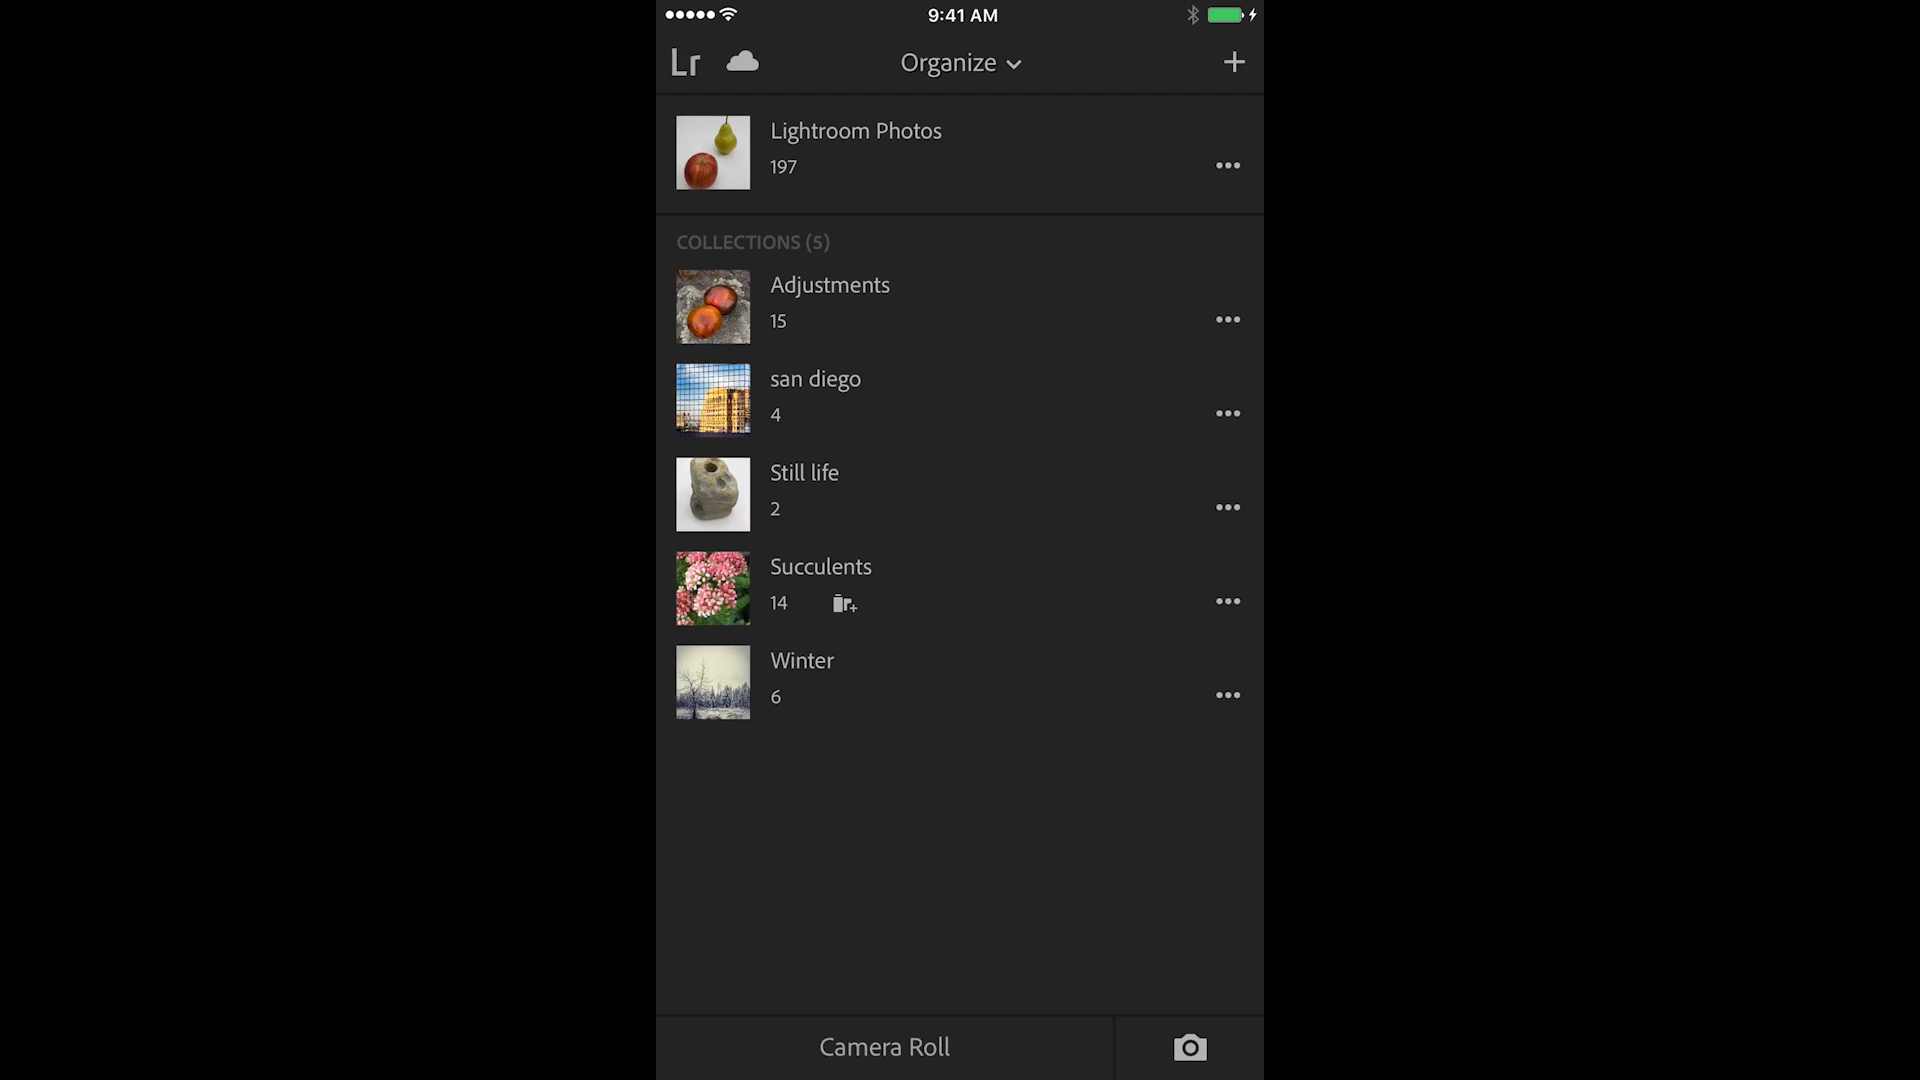 9:41 AM
Lr
Organize
Lightroom Photos
197
COLLECTIONS (5)
Adjustments
15
san diego
4
Still life
2
Succulents
14
Winter
6
Camera Roll